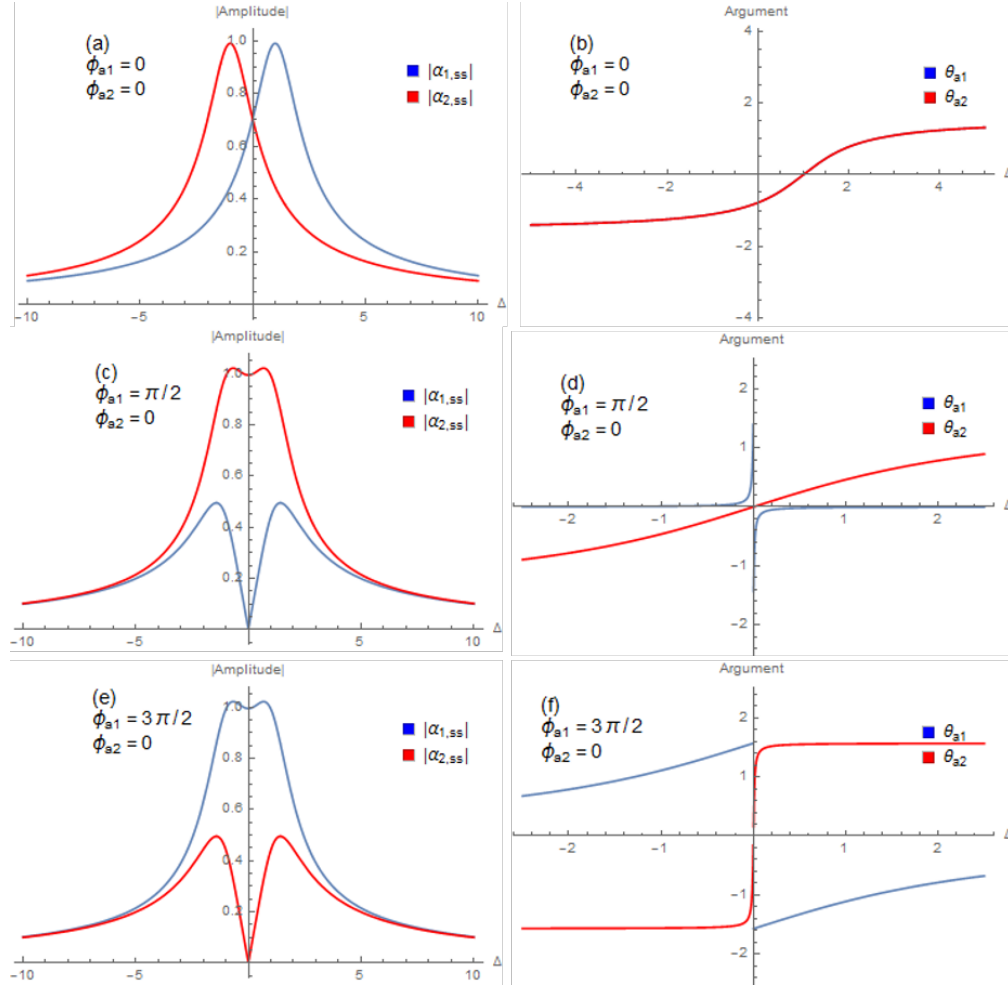 |Amplitude|
(a)
ϕa1 = 0
ϕa2 = 0
|α1,ss|
|α2,ss|
1.0
0.8
0.6
0.4
0.2
-10 -5 0 5 10 Δ
Argument
(b)
ϕa1 = 0
ϕa2 = 0
θa1
θa2
4
2
-2
-4
-4 -2 2 4 Δ
|Amplitude|
(c)
ϕa1 = π/2
ϕa2 = 0
|α1,ss|
|α2,ss|
1.0
0.8
0.6
0.4
0.2
-10 -5 0 5 10 Δ
Argument
(d)
ϕa1 = π/2
ϕa2 = 0
θa1
θa2
2
1
-1
-2
-2 -1 1 2 Δ
|Amplitude|
(e)
ϕa1 = 3π/2
ϕa2 = 0
|α1,ss|
|α2,ss|
1.0
0.8
0.6
0.4
0.2
-10 -5 0 5 10 Δ
Argument
(f)
ϕa1 = 3π/2
ϕa2 = 0
θa1
θa2
2
1
-1
-2
-2 -1 1 2 Δ